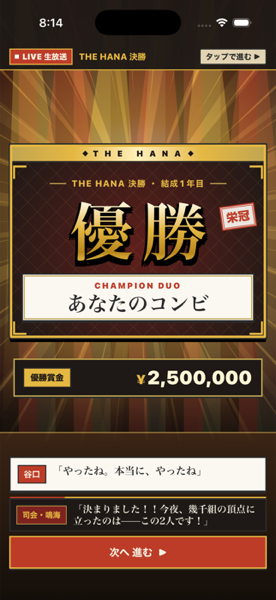 8:14
LIVE 生放送
THE HANA 決勝
タップで進む ▶
◆THE HANA◆
THE HANA 決勝 ・ 結成1年目
優勝
栄冠
CHAMPION DUO
あなたのコンビ
優勝賞金
¥2,500,000
谷口
「やったね。本当に、やったね」
司会・鳴海
「決まりました！！今夜、幾千組の頂点に
立ったのは——この2人です！」
次へ 進む ▶